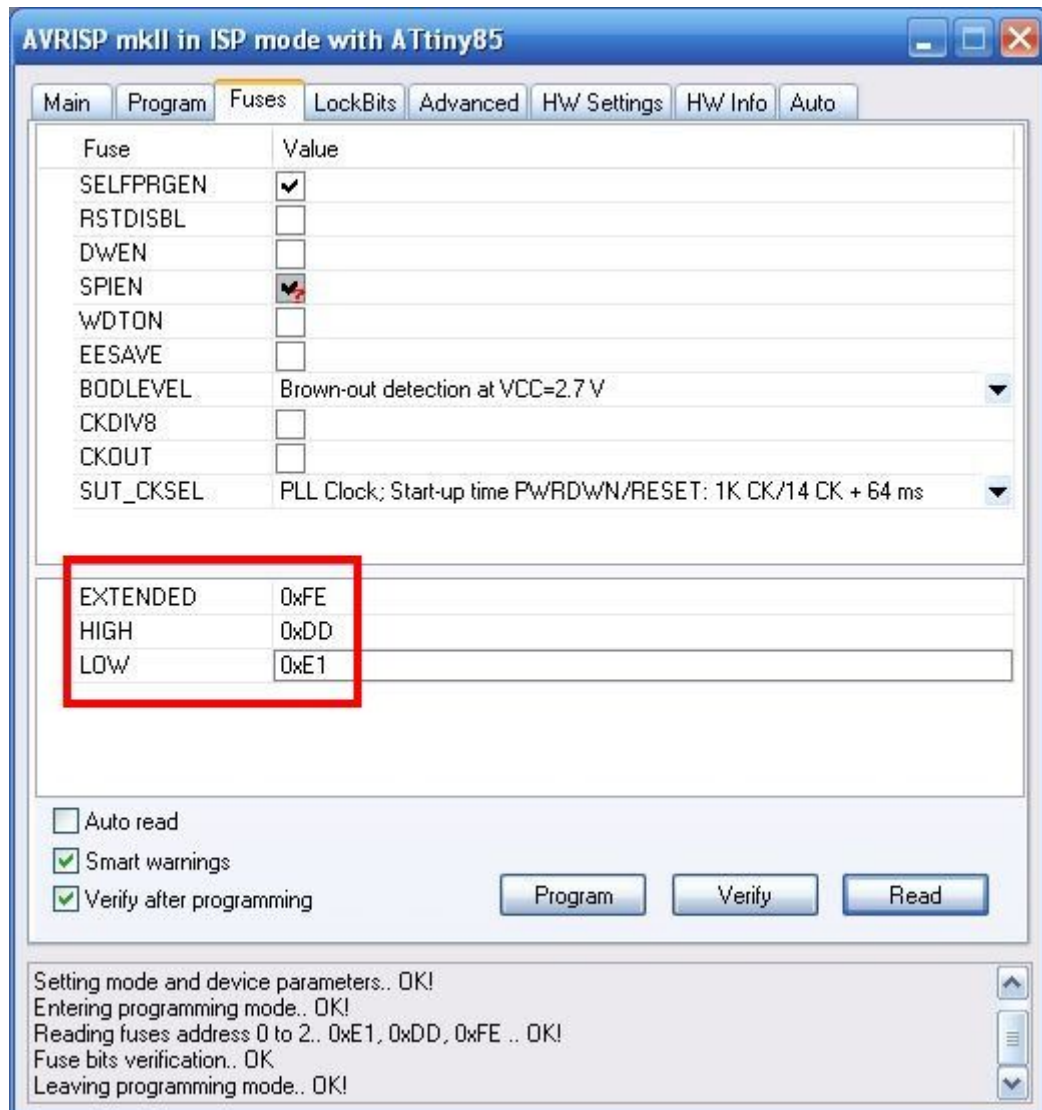 AVRISP mkII in ISP mode with ATtiny85
Main Program Fuses LockBits Advanced HW Settings HW Info Auto
Fuse Value
SELFPRGEN
RSTDISBL
DWEN
SPIEN
WDTON
EESAVE
BODLEVEL Brown-out detection at VCC=2.7 V
CKDIV8
CKOUT
SUT_CKSEL PLL Clock; Start-up time PWRDWN/RESET: 1K CK/14 CK + 64 ms
EXTENDED 0xFE
HIGH 0xDD
LOW 0xE1
Auto read
Smart warnings
Verify after programming
Program Verify Read
Setting mode and device parameters.. OK!
Entering programming mode.. OK!
Reading fuses address 0 to 2.. 0xE1, 0xDD, 0xFE .. OK!
Fuse bits verification.. OK
Leaving programming mode.. OK!